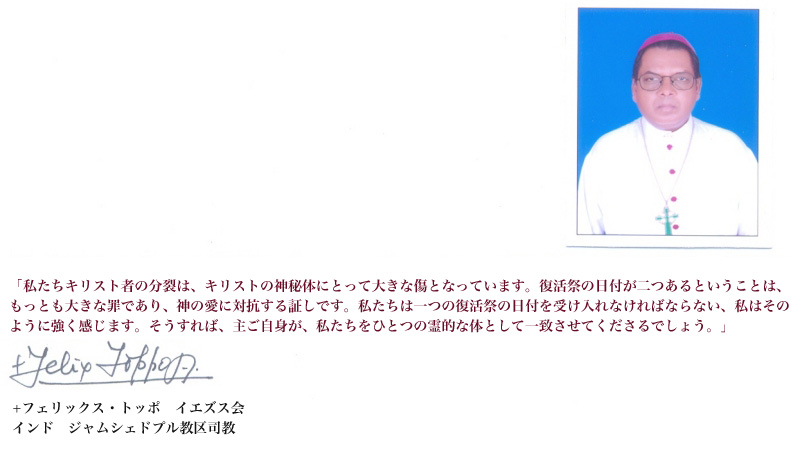 「私たちキリスト者の分裂は、キリストの神秘体にとって大きな傷となっています。復活祭の日付が二つあるということは、
もっとも大きな罪であり、神の愛に対抗する証しです。私たちは一つの復活祭の日付を受け入れなければならない、私はその
ように強く感じます。そうすれば、主ご自身が、私たちをひとつの霊的な体として一致させてくださるでしょう。」
+Felix Toppo
+フェリックス・トッポ　イエズス会
インド　ジャムシェドプル教区司教